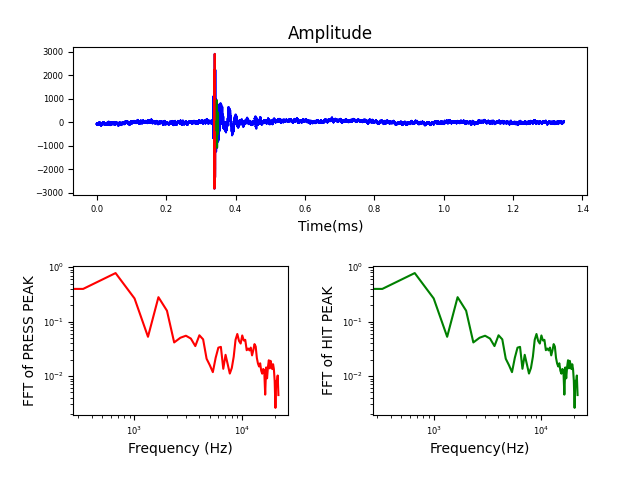 Amplitude
3000
2000
1000
0
−1000
−2000
−3000
0.0 0.2 0.4 0.6 0.8 1.0 1.2 1.4
Time(ms)
FFT of PRESS PEAK
10⁰
10⁻¹
10⁻²
10³ 10⁴
Frequency (Hz)
FFT of HIT PEAK
10⁰
10⁻¹
10⁻²
10³ 10⁴
Frequency(Hz)